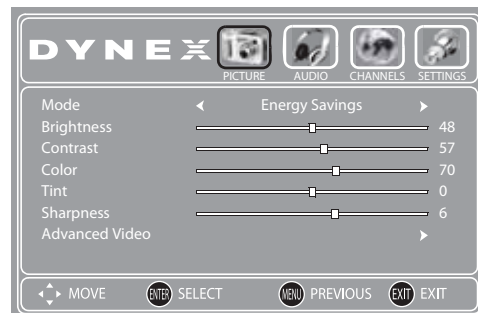 DYNEX
PICTURE AUDIO CHANNELS SETTINGS
Mode Energy Savings
Brightness 48
Contrast 57
Color 70
Tint 0
Sharpness 6
Advanced Video
MOVE ENTER SELECT MENU PREVIOUS EXIT EXIT